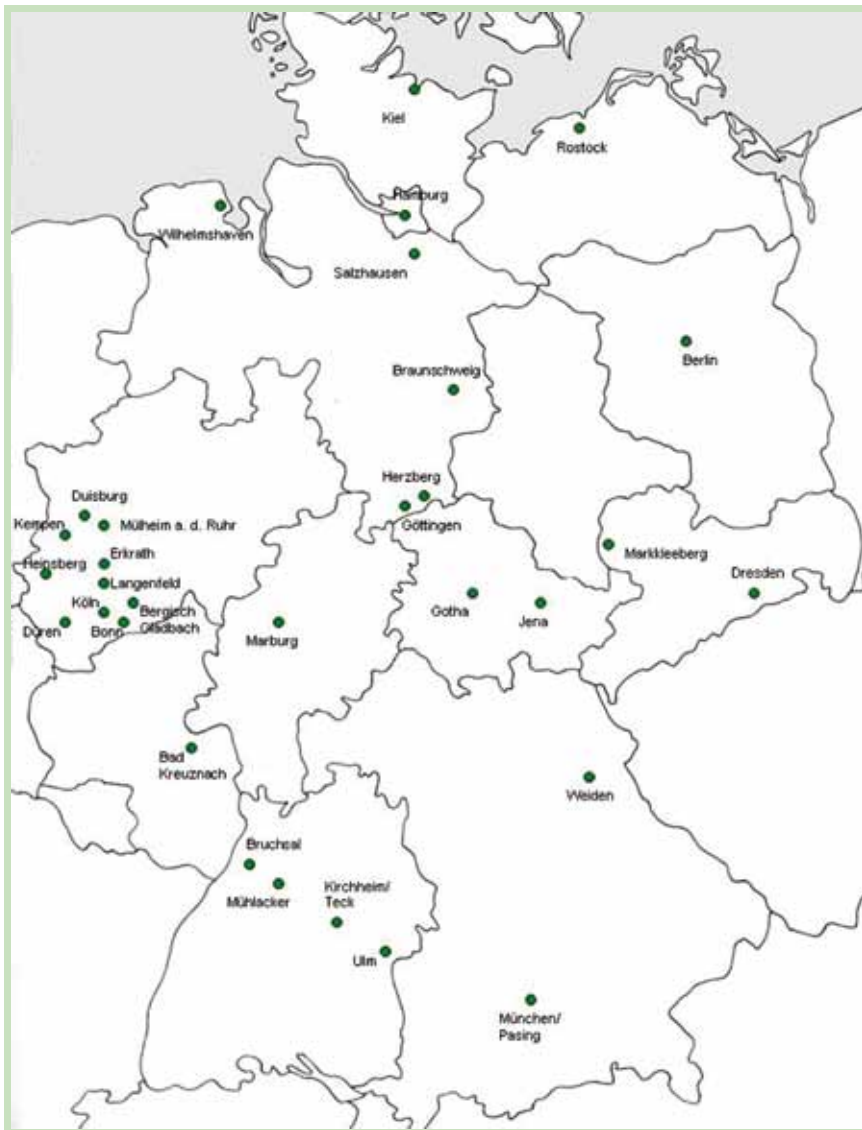 Kiel
Rostock
Hamburg
Wilhelmshaven
Salzhausen
Berlin
Braunschweig
Herzberg
Göttingen
Duisburg
Kempen
Mülheim a. d. Ruhr
Erkrath
Heinsberg
Langenfeld
Köln
Bergisch
Gladbach
Düren
Bonn
Marburg
Gotha
Jena
Markkleeberg
Dresden
Bad
Kreuznach
Weiden
Bruchsal
Mühlacker
Kirchheim/
Teck
Ulm
München/
Pasing